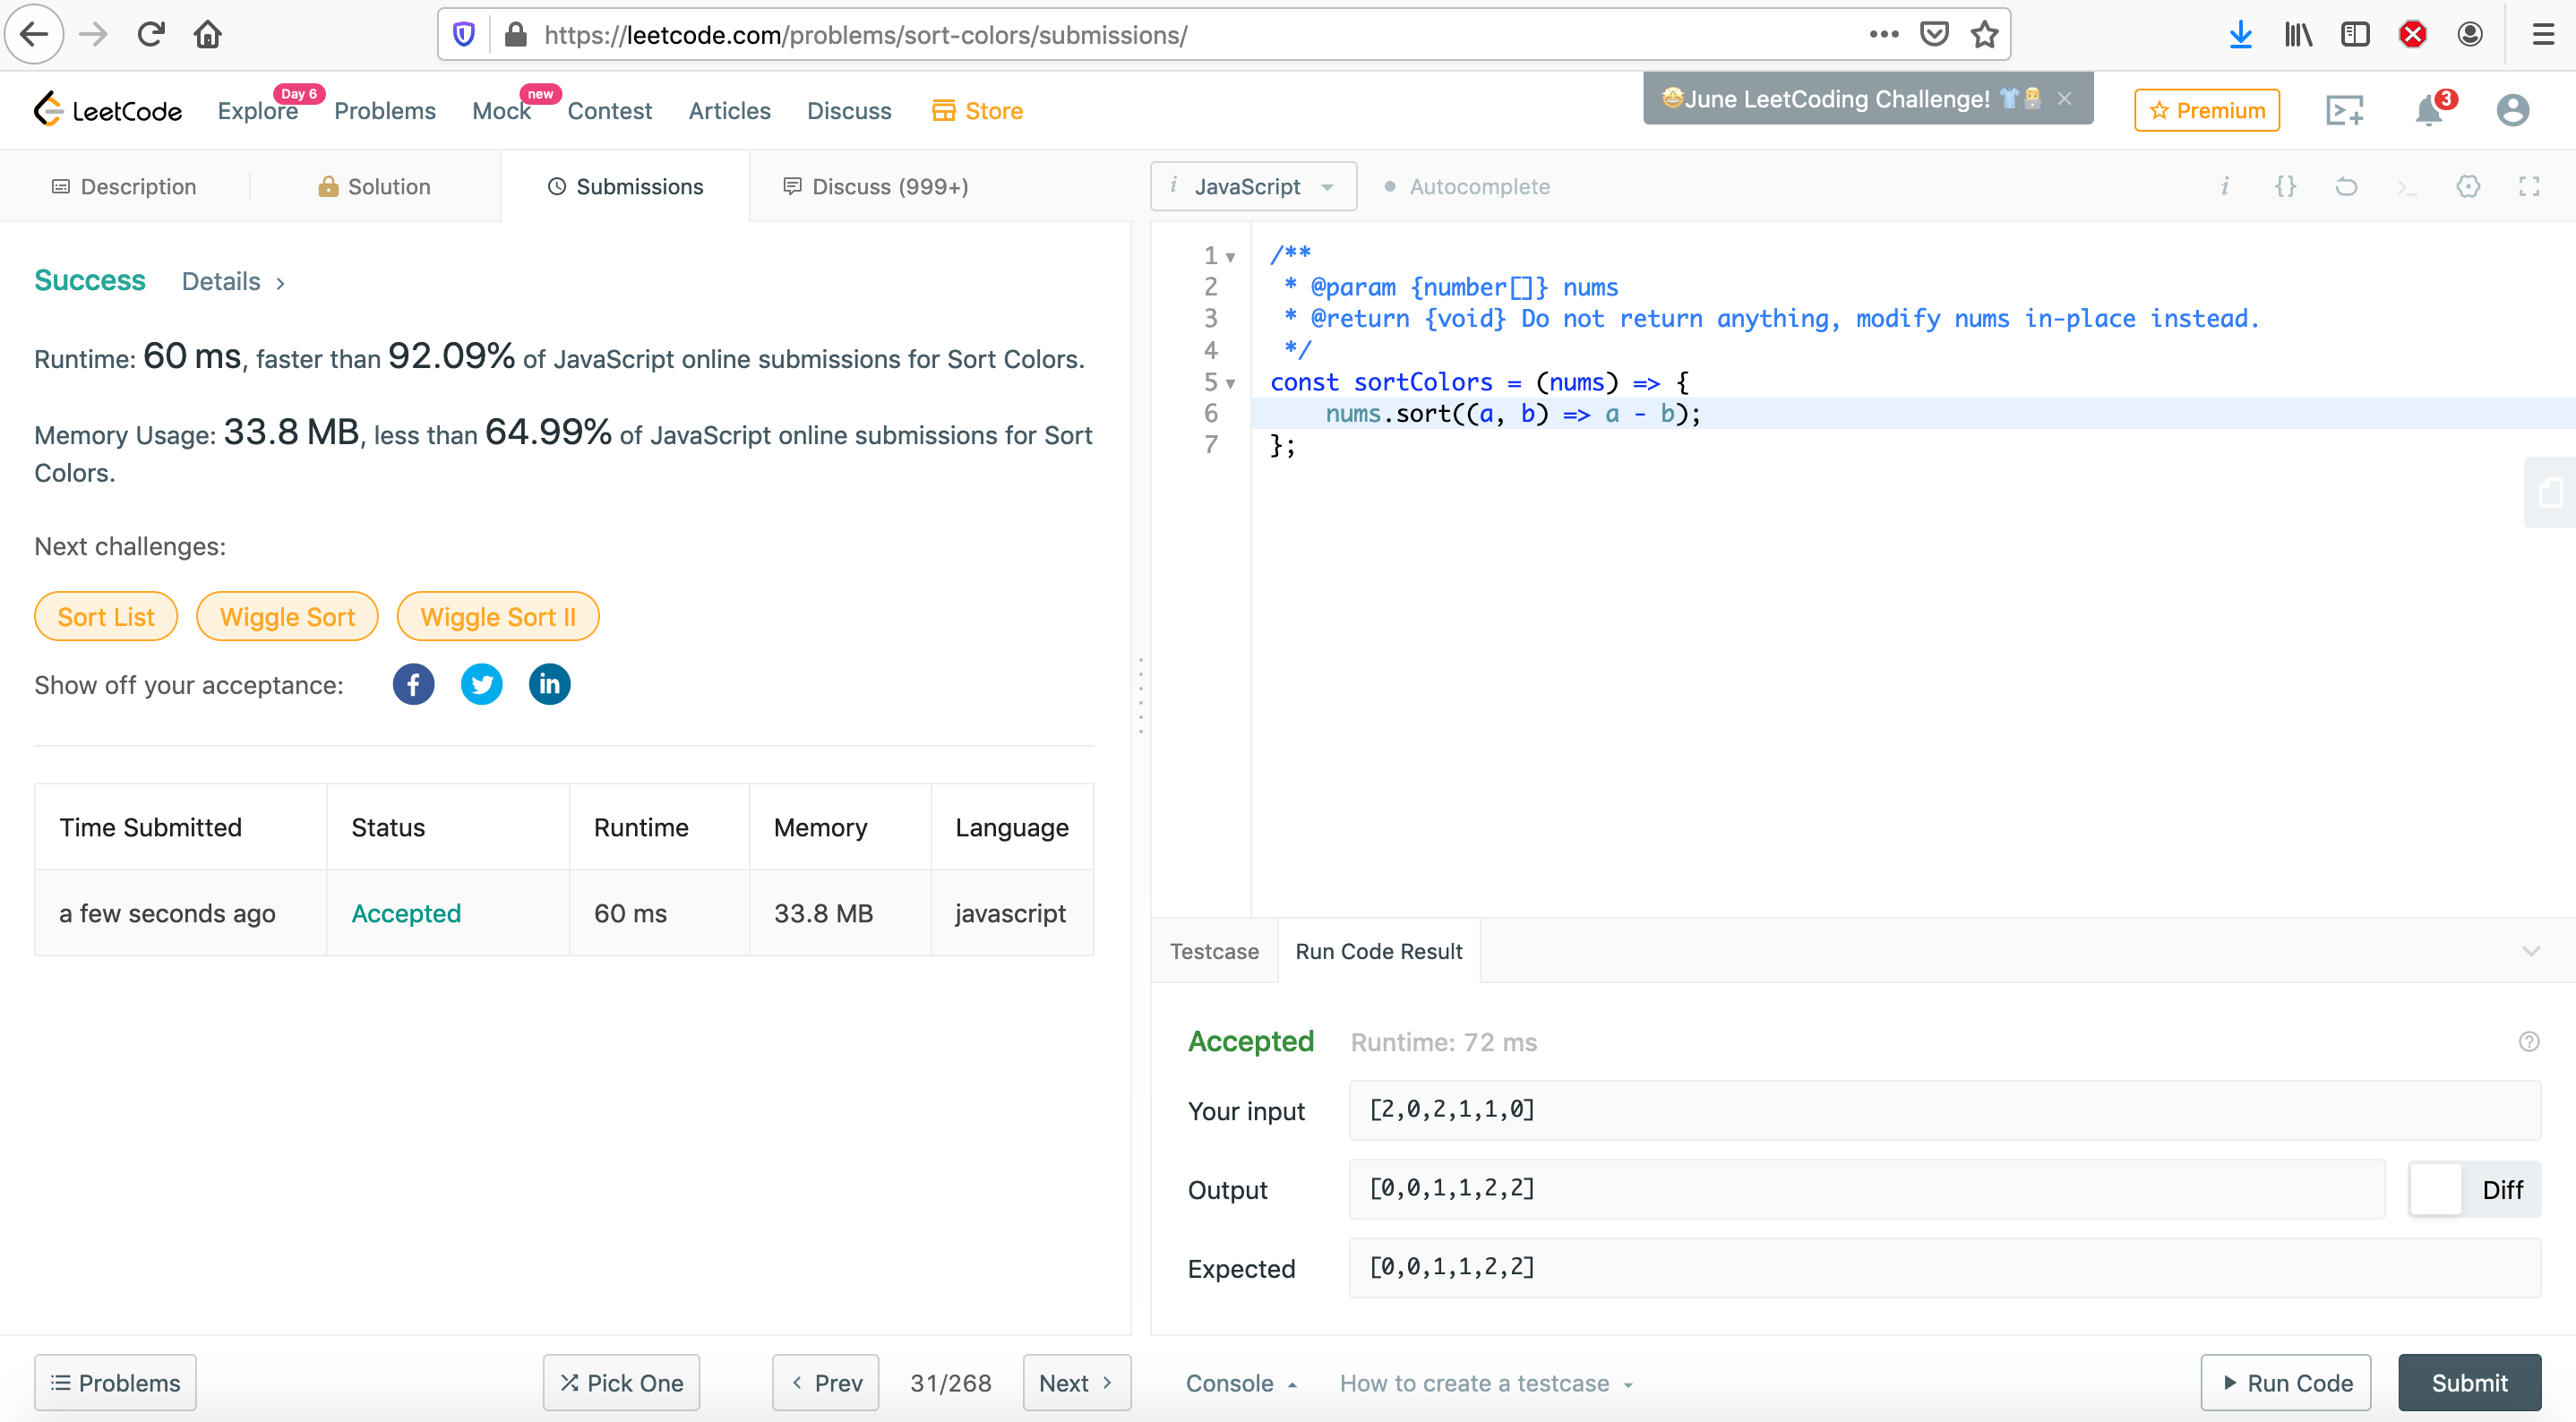 https://leetcode.com/problems/sort-colors/submissions/
LeetCode
Explore
Day 6
Problems
Mock
new
Contest
Articles
Discuss
Store
June LeetCoding Challenge!
Premium
3
Description
Solution
Submissions
Discuss (999+)
i JavaScript
Autocomplete
Success Details >
Runtime: 60 ms, faster than 92.09% of JavaScript online submissions for Sort Colors.
Memory Usage: 33.8 MB, less than 64.99% of JavaScript online submissions for Sort
Colors.
Next challenges:
Sort List
Wiggle Sort
Wiggle Sort II
Show off your acceptance:
Time Submitted Status Runtime Memory Language
a few seconds ago Accepted 60 ms 33.8 MB javascript
1 /**
2 * @param {number[]} nums
3 * @return {void} Do not return anything, modify nums in-place instead.
4 */
5 const sortColors = (nums) => {
6 nums.sort((a, b) => a - b);
7 };
Testcase
Run Code Result
Accepted Runtime: 72 ms
Your input [2,0,2,1,1,0]
Output [0,0,1,1,2,2]
Diff
Expected [0,0,1,1,2,2]
Problems
Pick One
< Prev
31/268
Next >
Console
How to create a testcase
Run Code
Submit